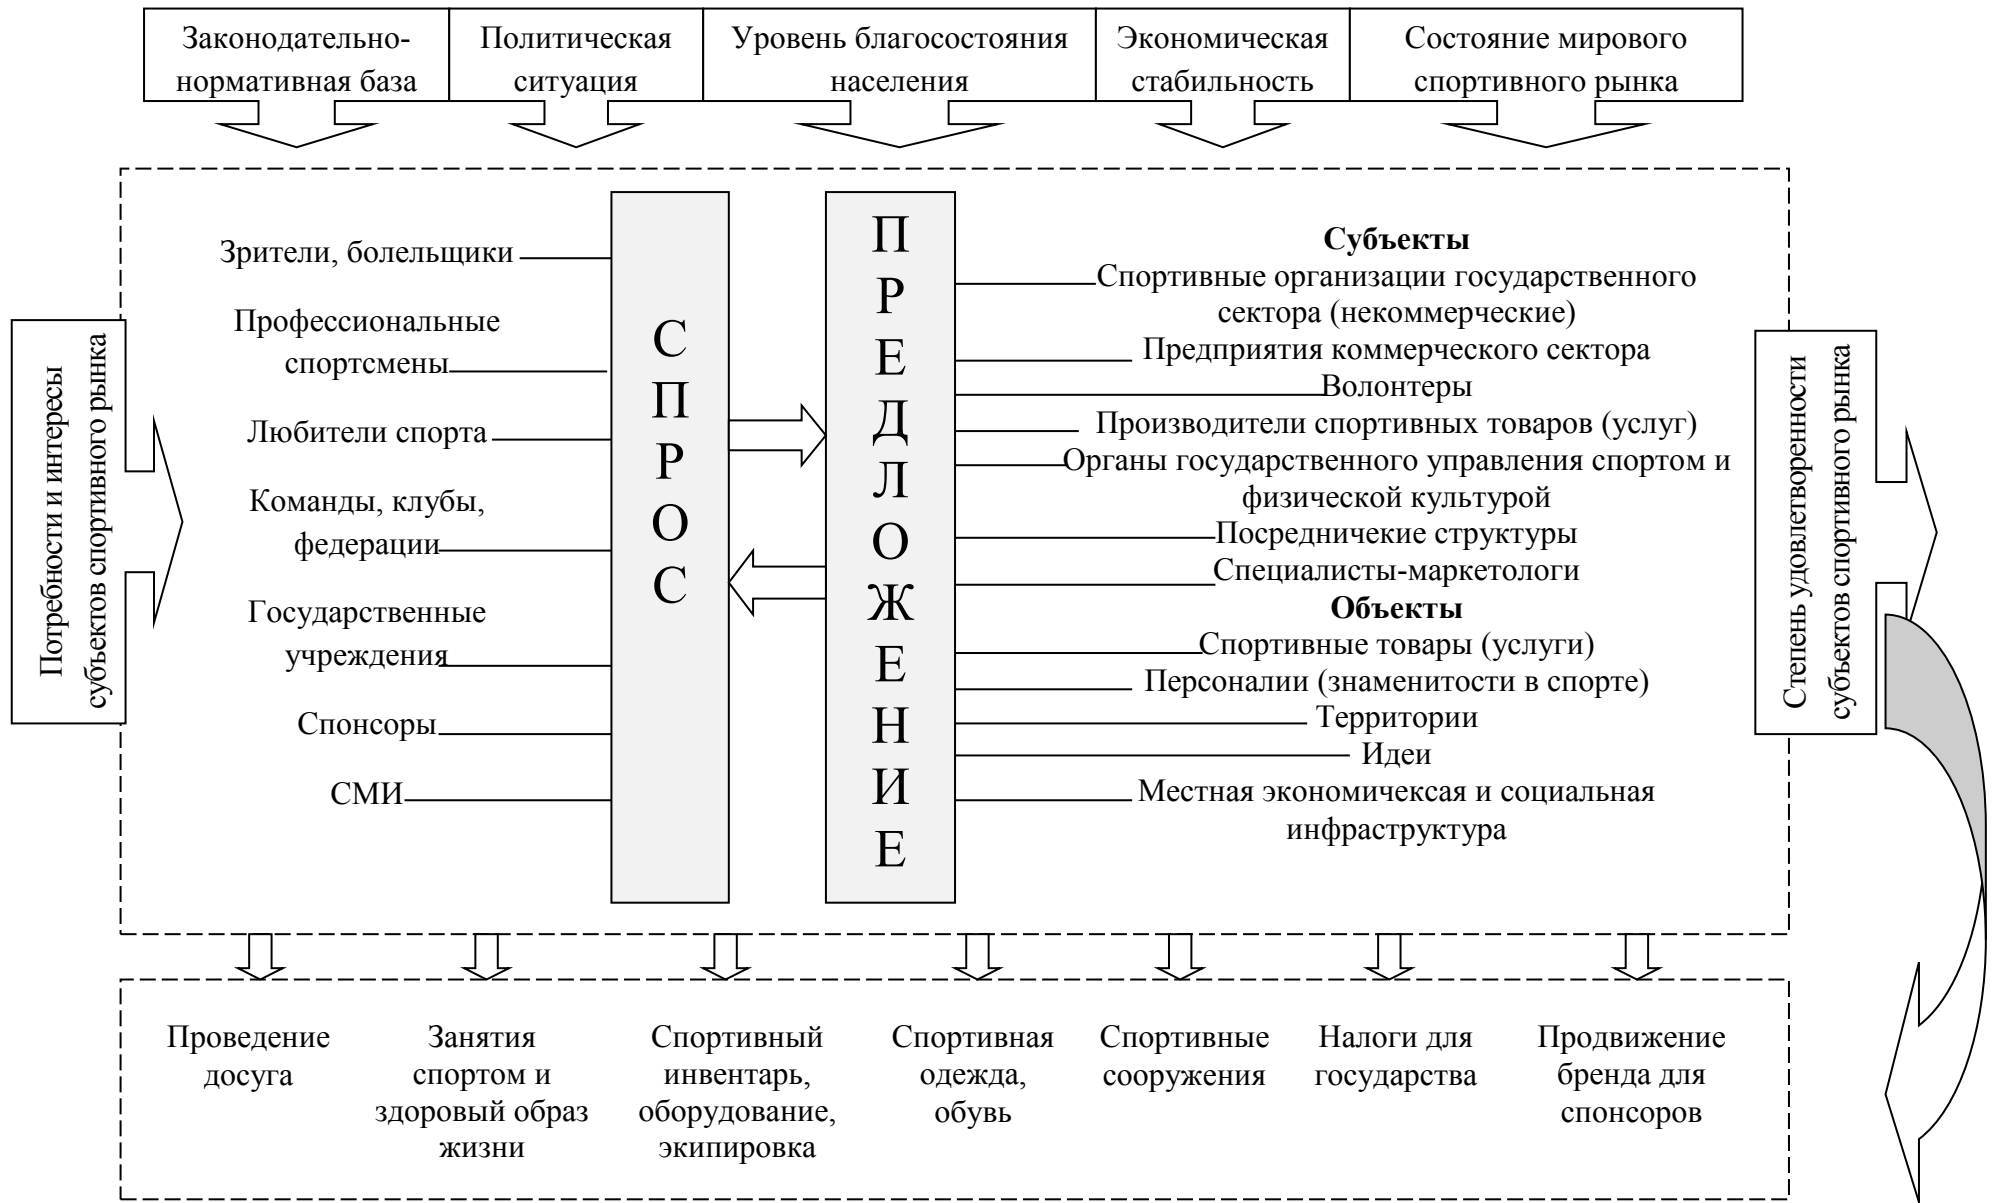 Законодательно-
нормативная база
Политическая
ситуация
Уровень благосостояния
населения
Экономическая
стабильность
Состояние мирового
спортивного рынка
Потребности и интересы
субъектов спортивного рынка
Зрители, болельщики
Профессиональные
спортсмены
Любители спорта
Команды, клубы,
федерации
Государственные
учреждения
Спонсоры
СМИ
СПРОС
ПРЕДЛОЖЕНИЕ
Субъекты
Спортивные организации государственного
сектора (некоммерческие)
Предприятия коммерческого сектора
Волонтеры
Производители спортивных товаров (услуг)
Органы государственного управления спортом и
физической культурой
Посредничекие структуры
Специалисты-маркетологи
Объекты
Спортивные товары (услуги)
Персоналии (знаменитости в спорте)
Территории
Идеи
Местная экономичексая и социальная
инфраструктура
Степень удовлетворенности
субъектов спортивного рынка
Проведение
досуга
Занятия
спортом и
здоровый образ
жизни
Спортивный
инвентарь,
оборудование,
экипировка
Спортивная
одежда,
обувь
Спортивные
сооружения
Налоги для
государства
Продвижение
бренда для
спонсоров